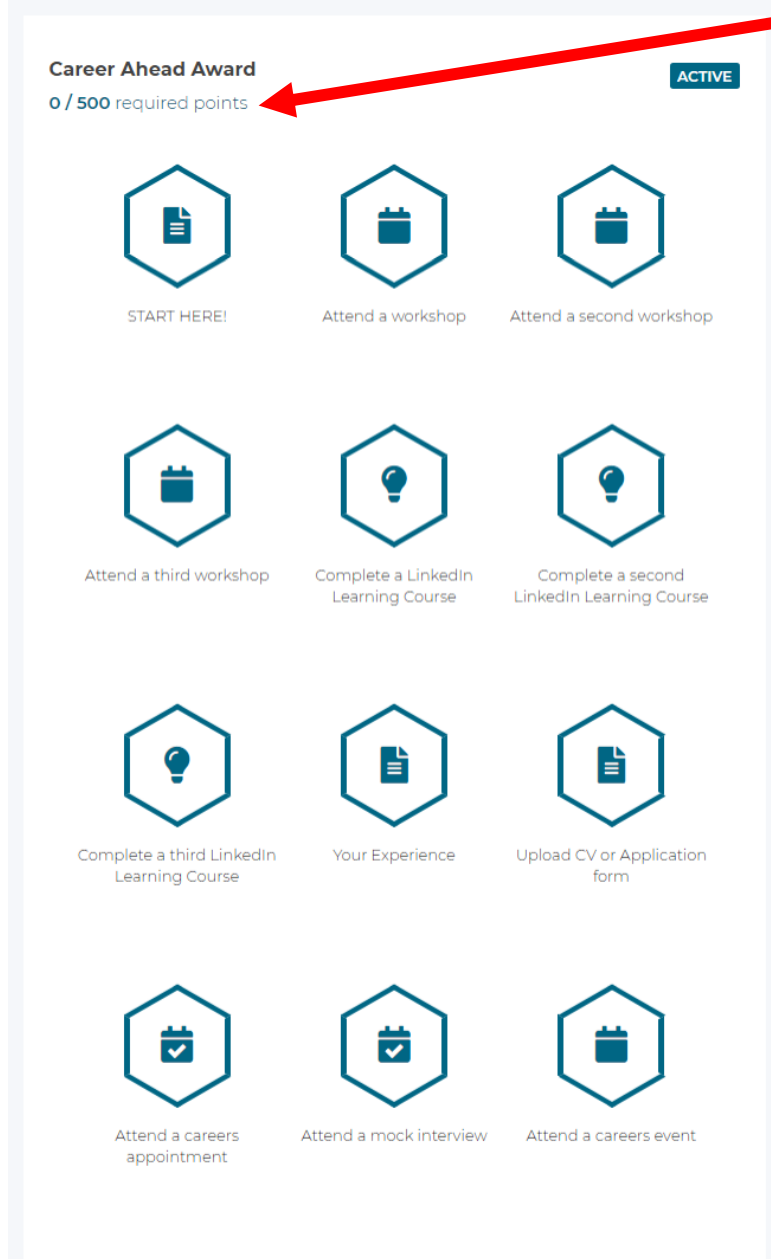 Career Ahead Award
ACTIVE
0 / 500 required points
START HERE!
Attend a workshop
Attend a second workshop
Attend a third workshop
Complete a LinkedIn
Learning Course
Complete a second
LinkedIn Learning Course
Complete a third LinkedIn
Learning Course
Your Experience
Upload CV or Application
form
Attend a careers
appointment
Attend a mock interview
Attend a careers event